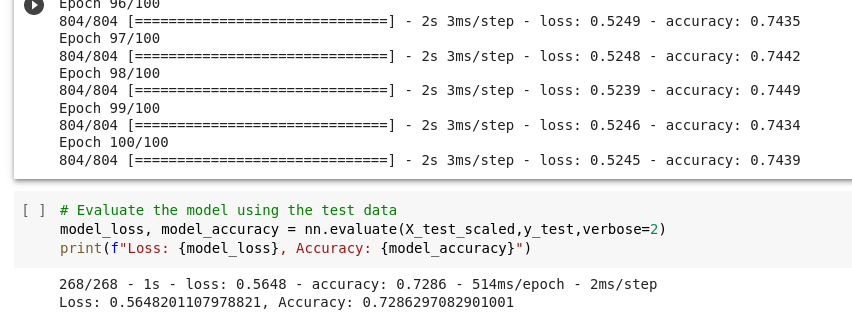 Epoch 96/100
804/804 [==============================] - 2s 3ms/step - loss: 0.5249 - accuracy: 0.7435
Epoch 97/100
804/804 [==============================] - 2s 3ms/step - loss: 0.5248 - accuracy: 0.7442
Epoch 98/100
804/804 [==============================] - 2s 3ms/step - loss: 0.5239 - accuracy: 0.7449
Epoch 99/100
804/804 [==============================] - 2s 3ms/step - loss: 0.5246 - accuracy: 0.7434
Epoch 100/100
804/804 [==============================] - 2s 3ms/step - loss: 0.5245 - accuracy: 0.7439
[ ] # Evaluate the model using the test data
model_loss, model_accuracy = nn.evaluate(X_test_scaled,y_test,verbose=2)
print(f"Loss: {model_loss}, Accuracy: {model_accuracy}")
268/268 - 1s - loss: 0.5648 - accuracy: 0.7286 - 514ms/epoch - 2ms/step
Loss: 0.5648201107978821, Accuracy: 0.7286297082901001